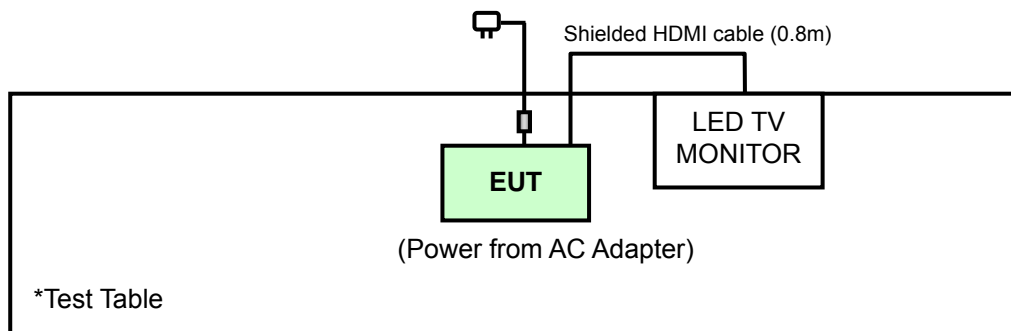 Shielded HDMI cable (0.8m)
LED TV
MONITOR
EUT
(Power from AC Adapter)
*Test Table